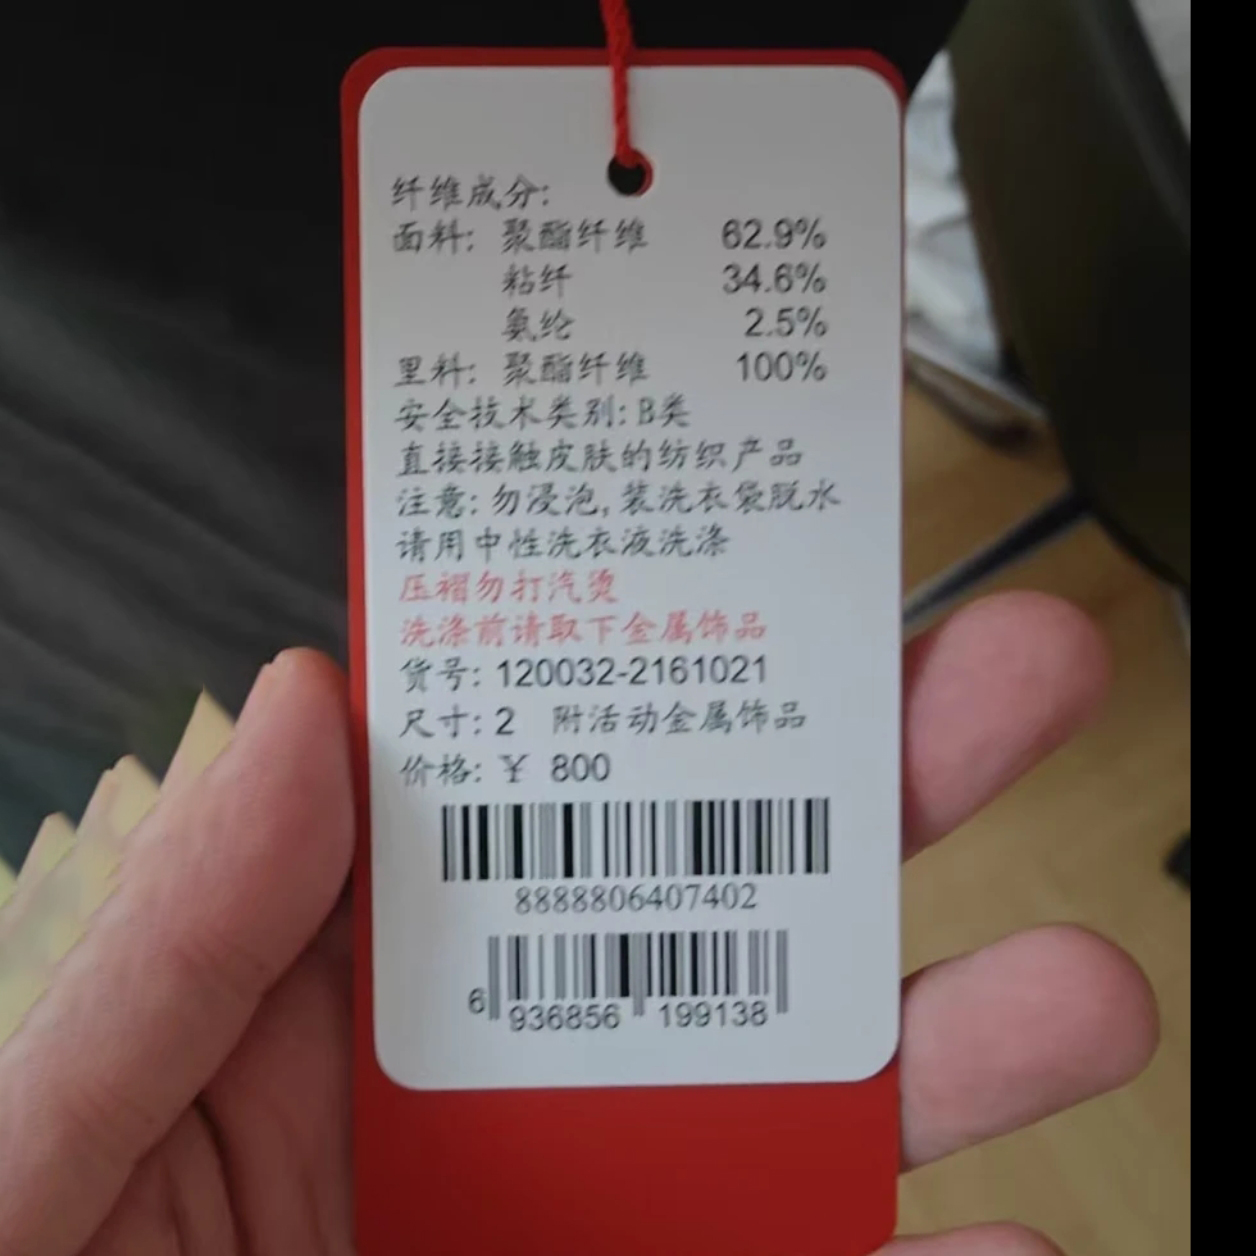 纤维成分:
面料: 聚酯纤维 62.9%
粘纤 34.6%
氨纶 2.5%
里料: 聚酯纤维 100%
安全技术类别: B类
直接接触皮肤的纺织产品
注意: 勿浸泡, 装洗衣袋脱水
请用中性洗衣液洗涤
压褶勿打汽烫
洗涤前请取下金属饰品
货号: 120032-2161021
尺寸: 2 附活动金属饰品
价格: ¥ 800
8888806407402
6 936856 199138